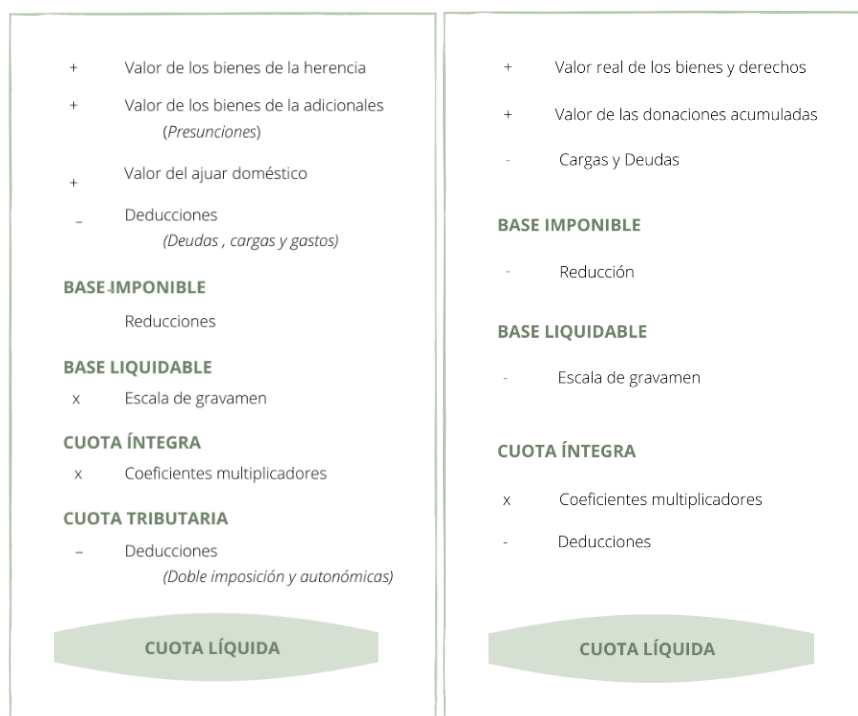 + Valor de los bienes de la herencia
+ Valor de los bienes de la adicionales
(Presunciones)
+ Valor del ajuar doméstico
– Deducciones
(Deudas , cargas y gastos)
BASE IMPONIBLE
- Reducciones
BASE LIQUIDABLE
x Escala de gravamen
CUOTA ÍNTEGRA
x Coeficientes multiplicadores
CUOTA TRIBUTARIA
– Deducciones
(Doble imposición y autonómicas)
CUOTA LÍQUIDA
+ Valor real de los bienes y derechos
+ Valor de las donaciones acumuladas
- Cargas y Deudas
BASE IMPONIBLE
- Reducción
BASE LIQUIDABLE
- Escala de gravamen
CUOTA ÍNTEGRA
x Coeficientes multiplicadores
- Deducciones
CUOTA LÍQUIDA